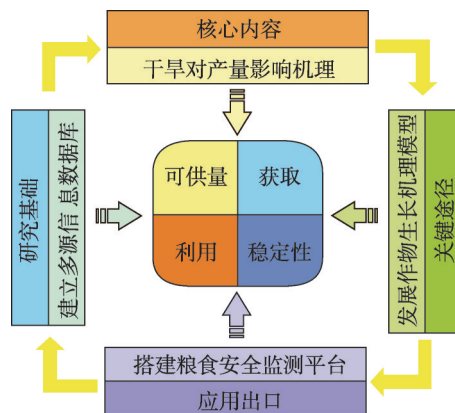 核心内容
干旱对产量影响机理
研究基础
建立多源信 息数据库
可供量
获取
利用
稳定性
发展作物生长机理模型
关键途径
搭建粮食安全监测平台
应用出口